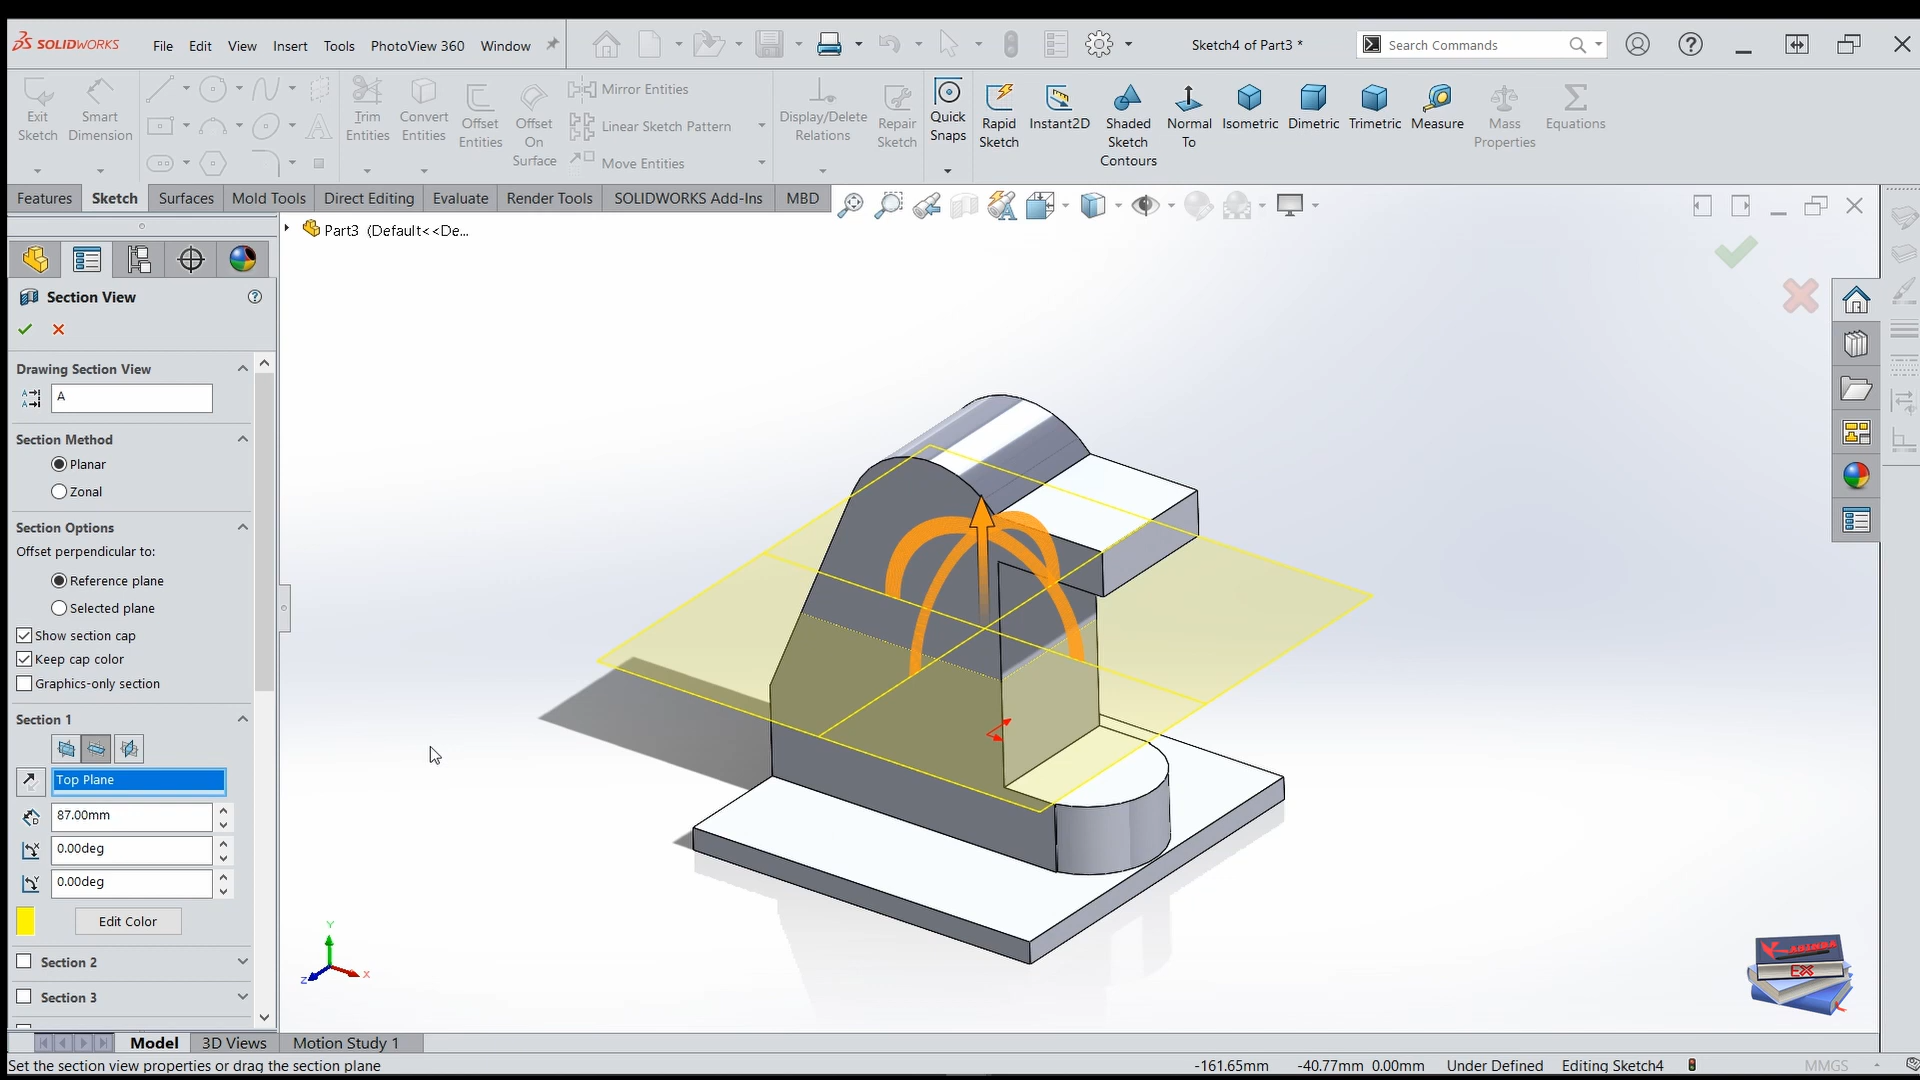 SOLIDWORKS File Edit View Insert Tools PhotoView 360 Window Sketch4 of Part3 * Search Commands
Exit Sketch Smart Dimension Trim Entities Convert Entities Offset Entities Offset On Surface Mirror Entities Linear Sketch Pattern Move Entities Display/Delete Relations Repair Sketch Quick Snaps Rapid Sketch Instant2D Shaded Sketch Contours Normal To Isometric Dimetric Trimetric Measure Mass Properties Equations
Features Sketch Surfaces Mold Tools Direct Editing Evaluate Render Tools SOLIDWORKS Add-Ins MBD
Part3 (Default<<De...
Section View
Drawing Section View
A
Section Method
Planar
Zonal
Section Options
Offset perpendicular to:
Reference plane
Selected plane
Show section cap
Keep cap color
Graphics-only section
Section 1
Top Plane
87.00mm
0.00deg
0.00deg
Edit Color
Section 2
Section 3
Y
X
Z
EX
Model 3D Views Motion Study 1
Set the section view properties or drag the section plane -161.65mm -40.77mm 0.00mm Under Defined Editing Sketch4 MMGS